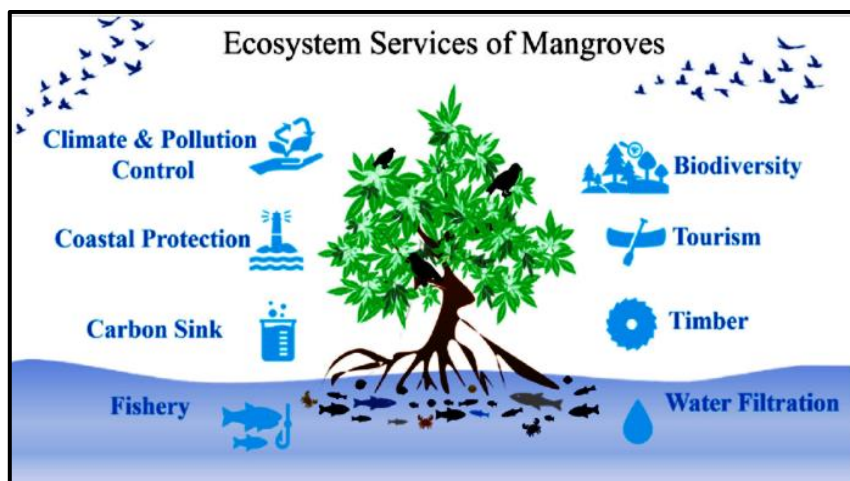 Ecosystem Services of Mangroves
Climate & Pollution
Control
Coastal Protection
Carbon Sink
Fishery
Biodiversity
Tourism
Timber
Water Filtration